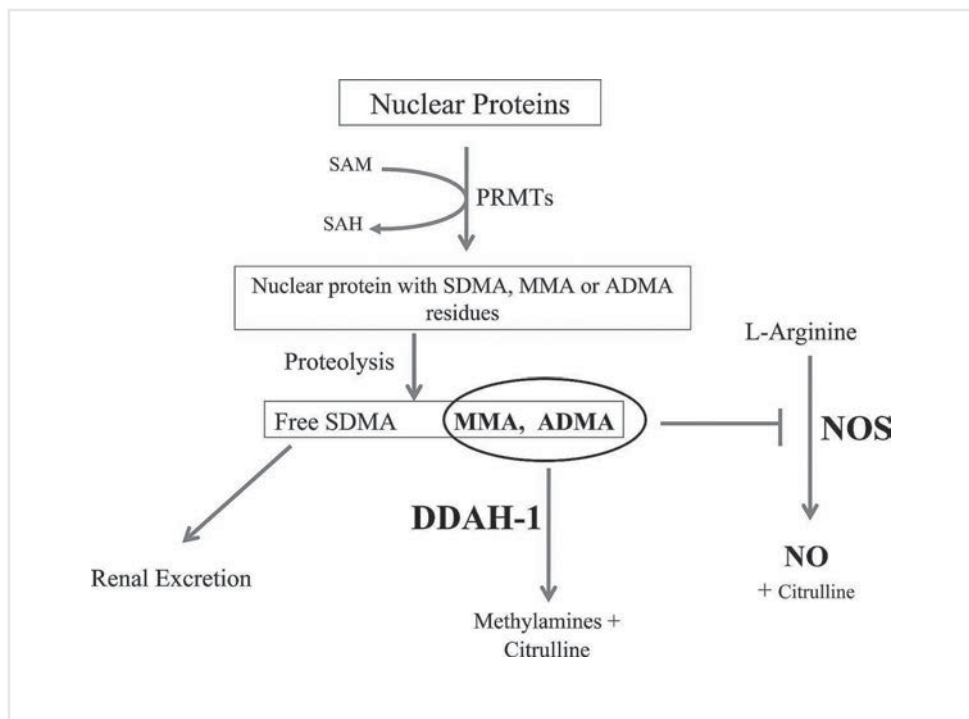 Nuclear Proteins
SAM
PRMTs
SAH
Nuclear protein with SDMA, MMA or ADMA
residues
L-Arginine
Proteolysis
Free SDMA MMA, ADMA
NOS
DDAH-1
NO
Renal Excretion
+ Citrulline
Methylamines +
Citrulline